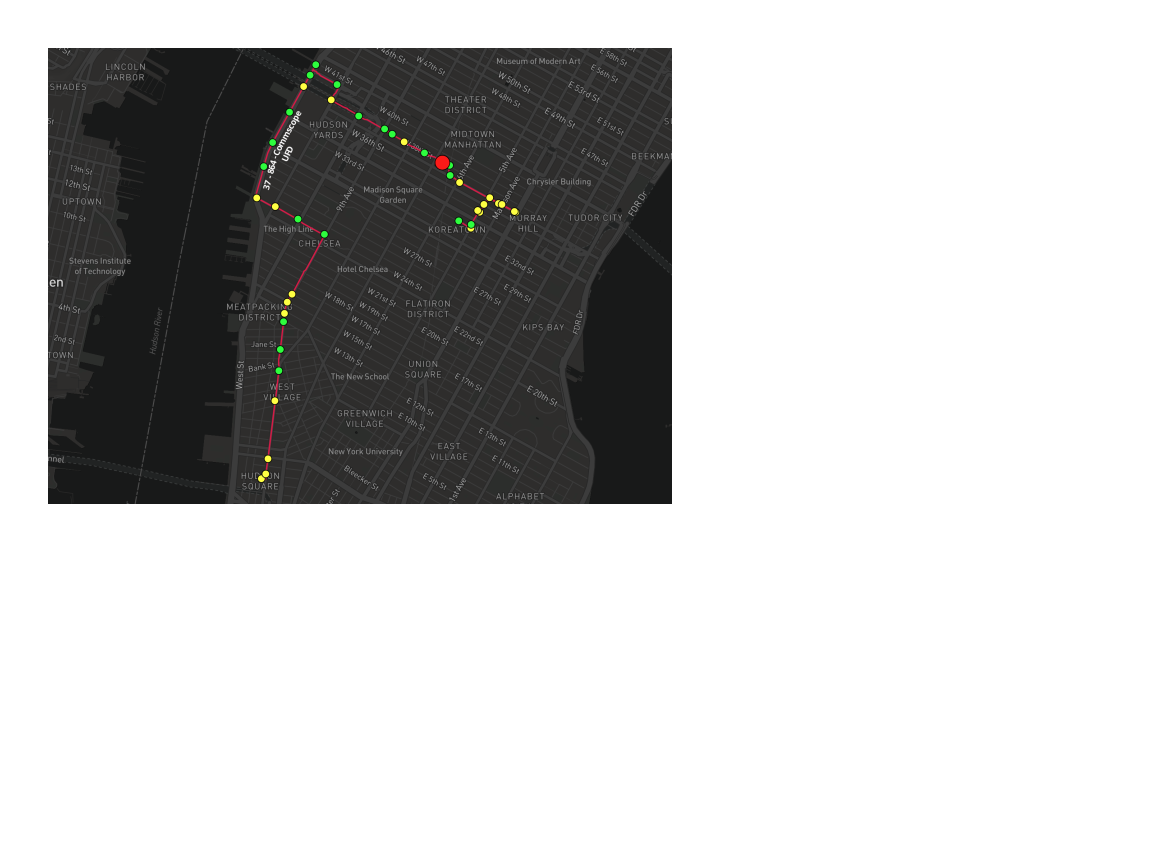 W 46th St
W 47th St
E 58th St
Museum of Modern Art
LINCOLN
HARBOR
W 41st St
E 56th St
SHADES
W 50th St
E 53rd St
W 48th St
THEATER
DISTRICT
E 49th St
W 40th St
E 51st St
HUDSON
YARDS
W 36th St
MIDTOWN
MANHATTAN
37 - 864 - Commscope
UFD
W 33rd St
E 47th St
5th Ave
BEEKMA
13th St
12th St
UPTOWN
10th St
Madison Square
Garden
9th Ave
Chrysler Building
FDR Dr
TUDOR CITY
MURRAY
HILL
The High Line
CHELSEA
KOREATOWN
Stevens Institute
of Technology
en
Hotel Chelsea
W 27th St
W 24th St
E 32nd St
E 29th St
E 27th St
4th St
2nd St
TOWN
Hudson River
MEATPACKING
DISTRICT
W 18th St
W 21st St
W 19th St
W 17th St
W 15th St
W 13th St
FLATIRON
DISTRICT
E 20th St
E 22nd St
KIPS BAY
FDR Dr
Jane St
Bank St
West St
WEST
VILLAGE
The New School
UNION
SQUARE
E 17th St
E 20th St
GREENWICH
VILLAGE
E 12th St
E 10th St
New York University
EAST
VILLAGE
E 13th St
E 11th St
nnel
HUDSON
SQUARE
Bleecker St
E 5th St
1st Ave
ALPHABET